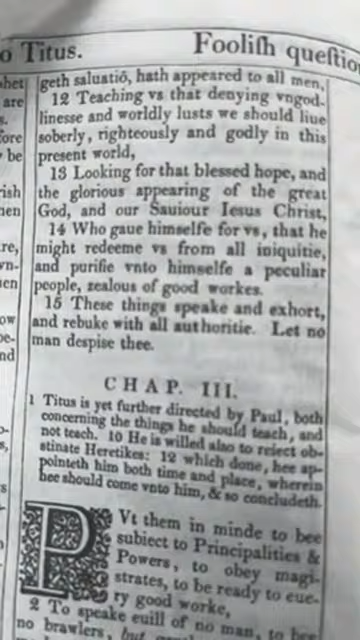 o Titus.
Foolish questio
geth saluatiō, hath appeared to all men,
12 Teaching vs that denying vngod-
linesse and worldly lusts we should liue
soberly, righteously and godly in this
present world,
13 Looking for that blessed hope, and
the glorious appearing of the great
God, and our Sauiour Iesus Christ,
14 Who gaue himselfe for vs, that he
might redeeme vs from all iniquitie,
and purifie vnto himselfe a peculiar
people, zealous of good workes.
15 These things speake and exhort,
and rebuke with all authoritie. Let no
man despise thee.
CHAP. III.
1 Titus is yet further directed by Paul, both
concerning the things he should teach, and
not teach. 10 He is willed also to reiect ob-
stinate Heretikes: 12 which done, hee ap-
pointeth him both time and place, wherein
hee should come vnto him, & so concludeth.
PVt them in minde to bee
subiect to Principalities &
Powers, to obey magi-
strates, to be ready to eue-
ry good worke,
2 To speake euill of no man, to bee
no brawlers, but